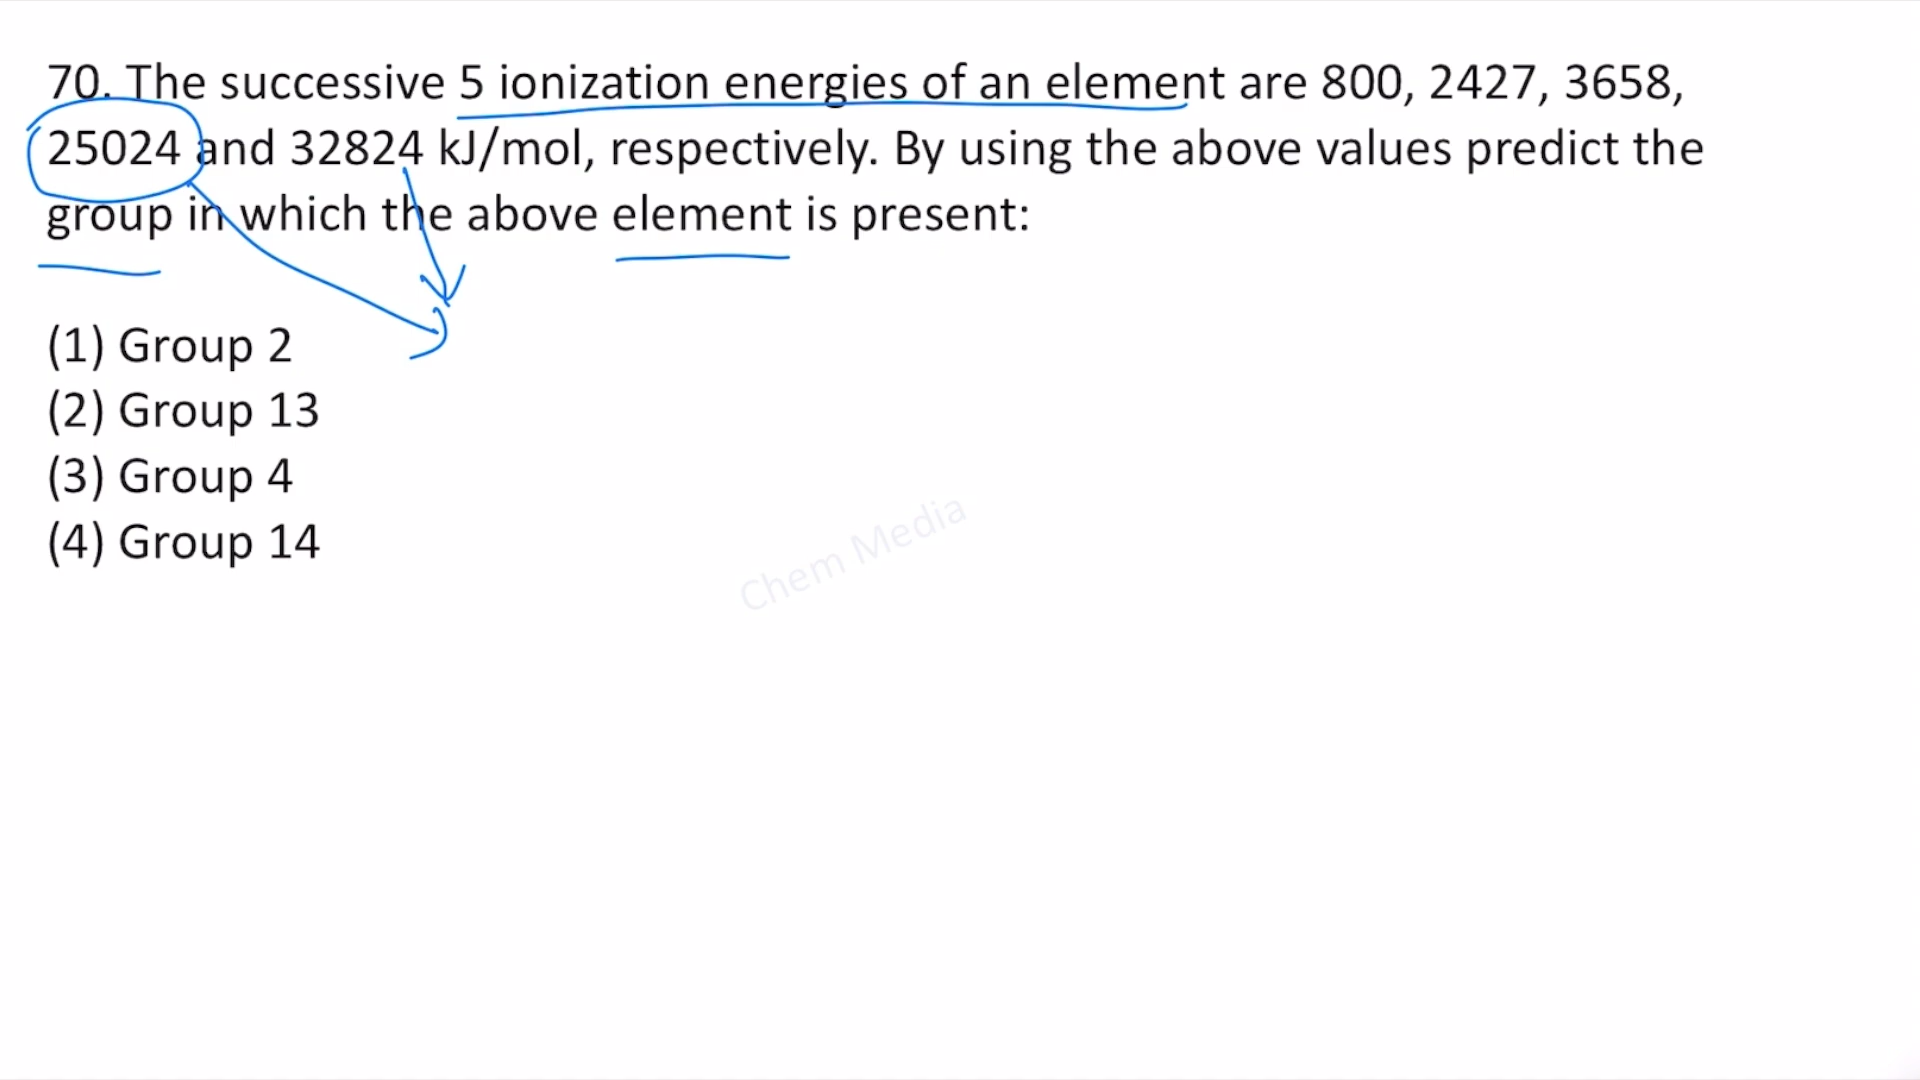 70. The successive 5 ionization energies of an element are 800, 2427, 3658,
25024 and 32824 kJ/mol, respectively. By using the above values predict the
group in which the above element is present:
(1) Group 2
(2) Group 13
(3) Group 4
(4) Group 14
Chem Media